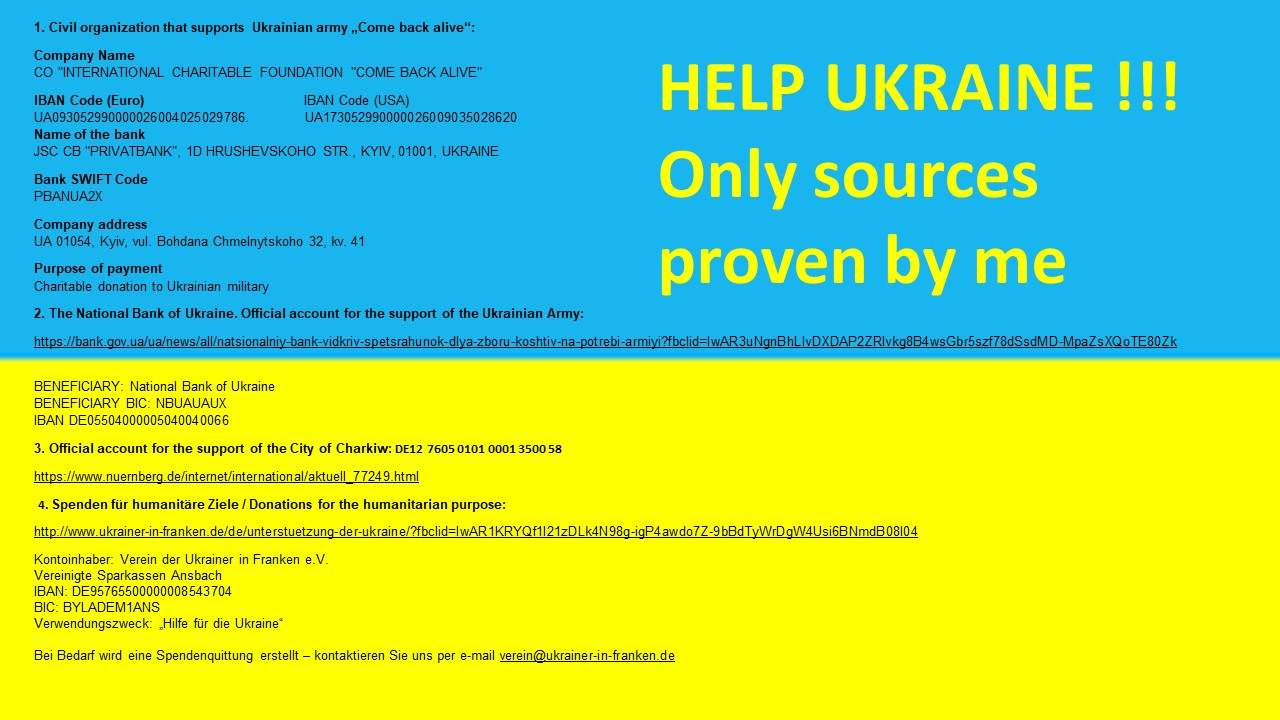 1. Civil organization that supports Ukrainian army „Come back alive“:
Company Name
CO "INTERNATIONAL CHARITABLE FOUNDATION "COME BACK ALIVE"
IBAN Code (Euro) IBAN Code (USA)
UA093052990000026004025029786. UA173052990000026009035028620
Name of the bank
JSC CB "PRIVATBANK", 1D HRUSHEVSKOHO STR., KYIV, 01001, UKRAINE
Bank SWIFT Code
PBANUA2X
Company address
UA 01054, Kyiv, vul. Bohdana Chmelnytskoho 32, kv. 41
Purpose of payment
Charitable donation to Ukrainian military
HELP UKRAINE !!!
Only sources
proven by me
2. The National Bank of Ukraine. Official account for the support of the Ukrainian Army:
https://bank.gov.ua/ua/news/all/natsionalniy-bank-vidkriv-spetsrahunok-dlya-zboru-koshtiv-na-potrebi-armiyi?fbclid=IwAR3uNgnBhLIvDXDAP2ZRIvkg8B4wsGbr5szf78dSsdMD-MpaZsXQoTE80Zk
BENEFICIARY: National Bank of Ukraine
BENEFICIARY BIC: NBUAUAUX
IBAN DE05504000005040040066
3. Official account for the support of the City of Charkiw: DE12 7605 0101 0001 3500 58
https://www.nuernberg.de/internet/international/aktuell_77249.html
4. Spenden für humanitäre Ziele / Donations for the humanitarian purpose:
http://www.ukrainer-in-franken.de/de/unterstuetzung-der-ukraine/?fbclid=IwAR1KRYQf1I21zDLk4N98g-igP4awdo7Z-9bBdTyWrDgW4Usi6BNmdB08I04
Kontoinhaber: Verein der Ukrainer in Franken e.V.
Vereinigte Sparkassen Ansbach
IBAN: DE95765500000008543704
BIC: BYLADEM1ANS
Verwendungszweck: „Hilfe für die Ukraine“
Bei Bedarf wird eine Spendenquittung erstellt – kontaktieren Sie uns per e-mail verein@ukrainer-in-franken.de